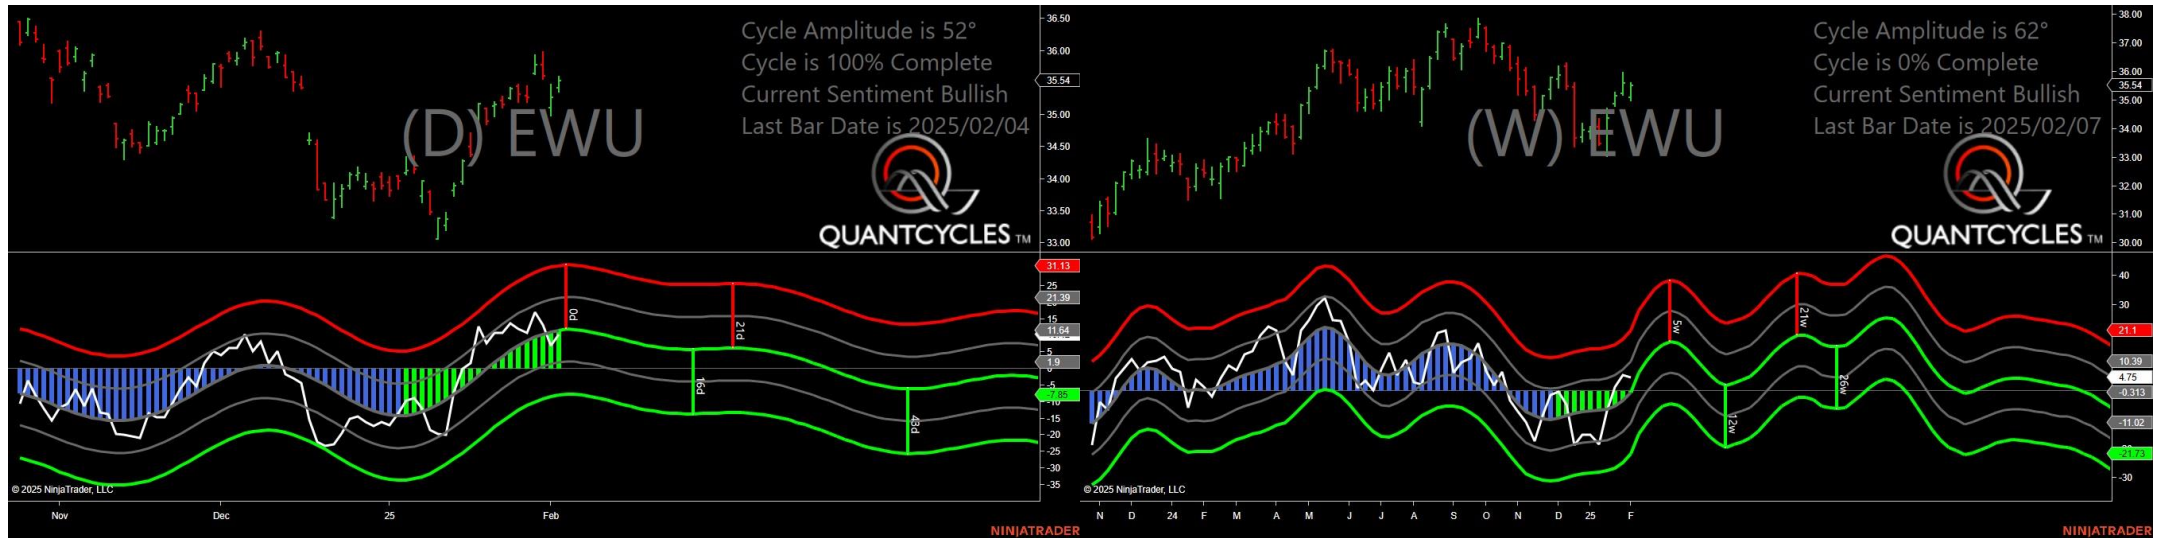 Cycle Amplitude is 52°
Cycle is 100% Complete
Current Sentiment Bullish
Last Bar Date is 2025/02/04
(D) EWU
QUANTCYCLES TM
36.50
36.00
35.54
35.00
34.50
34.00
33.50
33.00
31.13
25
21.39
15
11.64
5
1.9
0
-5
-7.85
-10
-15
-20
-25
-30
-35
0d
21d
16d
43d
© 2025 NinjaTrader, LLC
Nov
Dec
25
Feb
NINJATRADER
Cycle Amplitude is 62°
Cycle is 0% Complete
Current Sentiment Bullish
Last Bar Date is 2025/02/07
(W) EWU
QUANTCYCLES TM
38.00
37.00
36.00
35.54
35.00
34.00
33.00
32.00
31.00
30.00
40
30
21.1
10.39
4.75
-0.313
-11.02
-21.73
-30
5w
21w
12w
26w
© 2025 NinjaTrader, LLC
N D 24 F M A M J J A S O N D 25 F
NINJATRADER